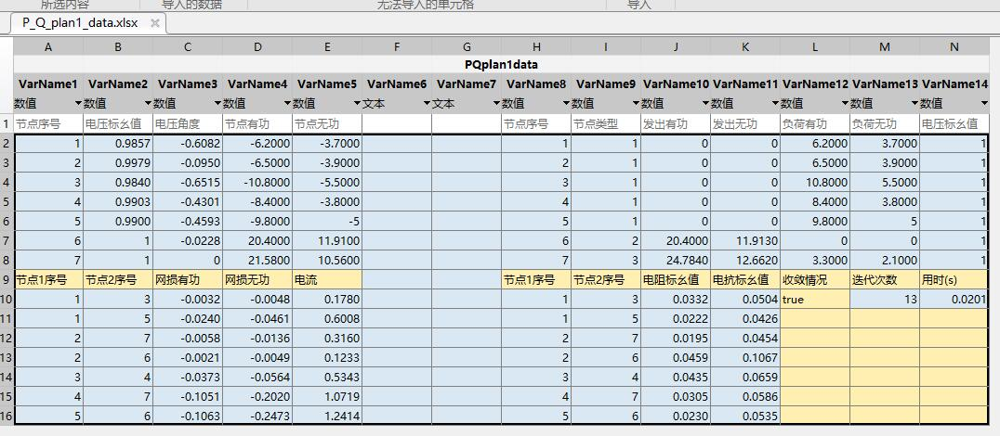 所选内容 导入的数据 无法导入的单元格 导入
P_Q_plan1_data.xlsx
A B C D E F G H I J K L M N
PQplan1data
VarName1 VarName2 VarName3 VarName4 VarName5 VarName6 VarName7 VarName8 VarName9 VarName10 VarName11 VarName12 VarName13 VarName14
数值 数值 数值 数值 数值 文本 文本 数值 数值 数值 数值 数值 数值 数值
1 节点序号 电压标幺值 电压角度 节点有功 节点无功 节点序号 节点类型 发出有功 发出无功 负荷有功 负荷无功 电压标幺值
2 1 0.9857 -0.6082 -6.2000 -3.7000 1 1 0 0 6.2000 3.7000 1
3 2 0.9979 -0.0950 -6.5000 -3.9000 2 1 0 0 6.5000 3.9000 1
4 3 0.9840 -0.6515 -10.8000 -5.5000 3 1 0 0 10.8000 5.5000 1
5 4 0.9903 -0.4301 -8.4000 -3.8000 4 1 0 0 8.4000 3.8000 1
6 5 0.9900 -0.4593 -9.8000 -5 5 1 0 0 9.8000 5 1
7 6 1 -0.0228 20.4000 11.9100 6 2 20.4000 11.9130 0 0 1
8 7 1 0 21.5800 10.5600 7 3 24.7840 12.6620 3.3000 2.1000 1
9 节点1序号 节点2序号 网损有功 网损无功 电流 节点1序号 节点2序号 电阻标幺值 电抗标幺值 收敛情况 迭代次数 用时(s)
10 1 3 -0.0032 -0.0048 0.1780 1 3 0.0332 0.0504 true 13 0.0201
11 1 5 -0.0240 -0.0461 0.6008 1 5 0.0222 0.0426
12 2 7 -0.0058 -0.0136 0.3160 2 7 0.0195 0.0454
13 2 6 -0.0021 -0.0049 0.1233 2 6 0.0459 0.1067
14 3 4 -0.0373 -0.0564 0.5343 3 4 0.0435 0.0659
15 4 7 -0.1051 -0.2020 1.0719 4 7 0.0305 0.0586
16 5 6 -0.1063 -0.2473 1.2414 5 6 0.0230 0.0535